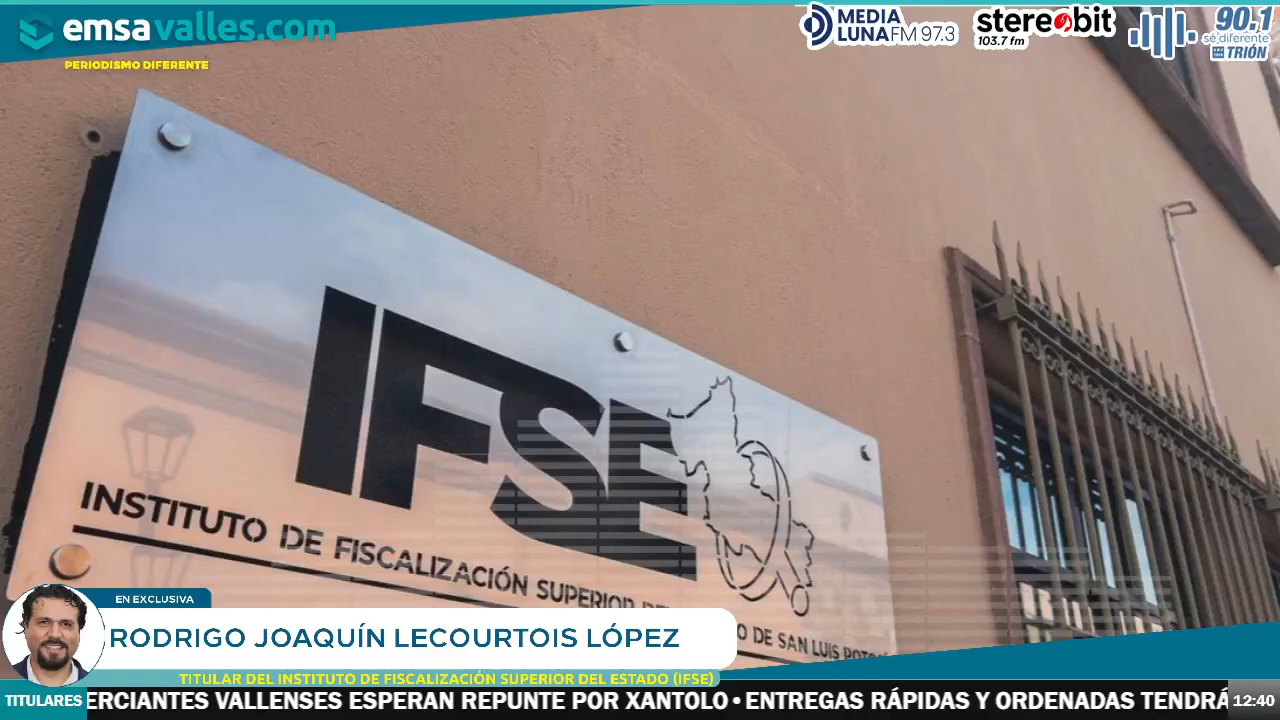 emsavalles.com
PERIODISMO DIFERENTE
MEDIA
LUNA FM 97.3
stereobit
103.7 fm
90.1
sé diferente
TRIÓN
IFSE
INSTITUTO DE FISCALIZACIÓN SUPERIOR DE
O DE SAN LUIS POTOS
EN EXCLUSIVA
RODRIGO JOAQUÍN LECOURTOIS LÓPEZ
TITULAR DEL INSTITUTO DE FISCALIZACIÓN SUPERIOR DEL ESTADO (IFSE)
TITULARES
ERCIANTES VALLENSES ESPERAN REPUNTE POR XANTOLO • ENTREGAS RÁPIDAS Y ORDENADAS TENDRÁ
12:40